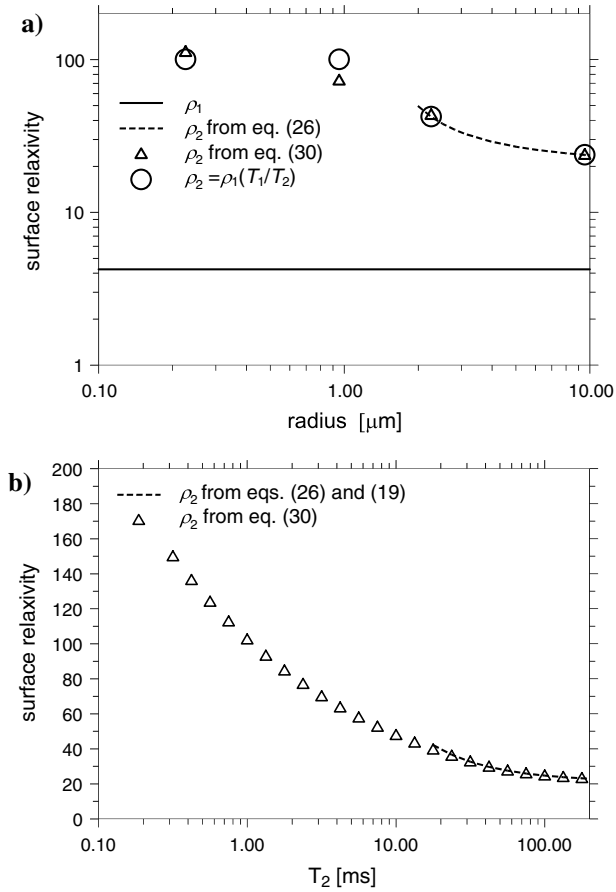 a)
100
10
1
surface relaxivity
ρ1
ρ2 from eq. (26)
ρ2 from eq. (30)
ρ2 =ρ1(T1/T2)
0.10
1.00
10.00
radius [μm]
b)
200
180
160
140
120
100
80
60
40
20
0
surface relaxivity
ρ2 from eqs. (26) and (19)
ρ2 from eq. (30)
0.10
1.00
10.00
100.00
T2 [ms]